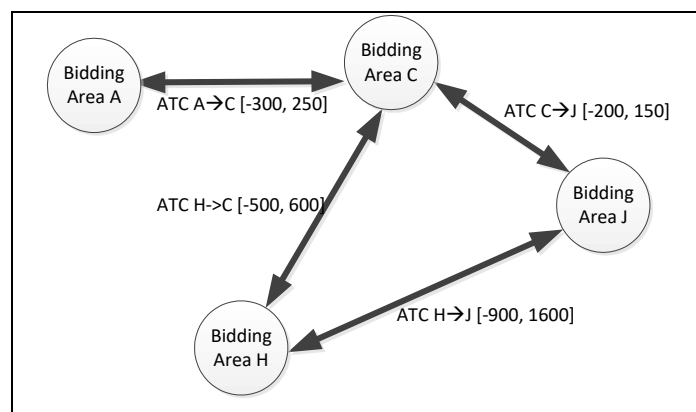 Bidding
Area A
Bidding
Area C
ATC A→C [-300, 250]
ATC C→J [-200, 150]
Bidding
Area J
ATC H->C [-500, 600]
ATC H→J [-900, 1600]
Bidding
Area H